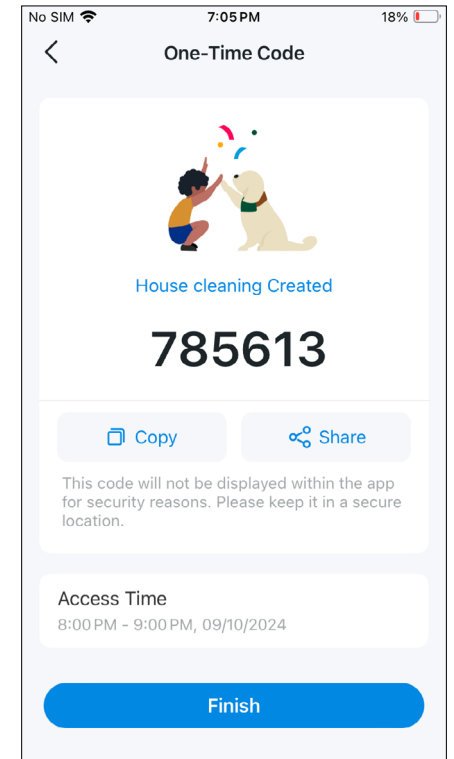 No SIM 7:05 PM 18%
One-Time Code
House cleaning Created
785613
Copy Share
This code will not be displayed within the app
for security reasons. Please keep it in a secure
location.
Access Time
8:00 PM - 9:00 PM, 09/10/2024
Finish